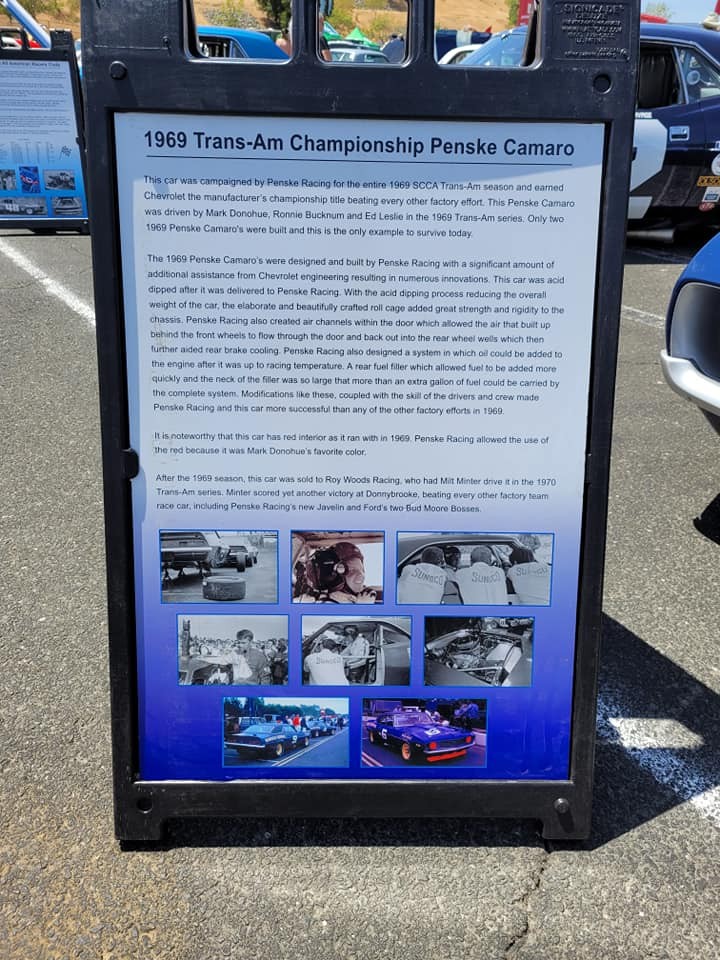 SIGNICADE
DELUXE
1969 Trans-Am Championship Penske Camaro
This car was campaigned by Penske Racing for the entire 1969 SCCA Trans-Am season and earned
Chevrolet the manufacturer's championship title beating every other factory effort. This Penske Camaro
was driven by Mark Donohue, Ronnie Bucknum and Ed Leslie in the 1969 Trans-Am series. Only two
1969 Penske Camaro's were built and this is the only example to survive today.
The 1969 Penske Camaro's were designed and built by Penske Racing with a significant amount of
additional assistance from Chevrolet engineering resulting in numerous innovations. This car was acid
dipped after it was delivered to Penske Racing. With the acid dipping process reducing the overall
weight of the car, the elaborate and beautifully crafted roll cage added great strength and rigidity to the
chassis. Penske Racing also created air channels within the door which allowed the air that built up
behind the front wheels to flow through the door and back out into the rear wheel wells which then
further aided rear brake cooling. Penske Racing also designed a system in which oil could be added to
the engine after it was up to racing temperature. A rear fuel filler which allowed fuel to be added more
quickly and the neck of the filler was so large that more than an extra gallon of fuel could be carried by
the complete system. Modifications like these, coupled with the skill of the drivers and crew made
Penske Racing and this car more successful than any of the other factory efforts in 1969.
It is noteworthy that this car has red interior as it ran with in 1969. Penske Racing allowed the use of
the red because it was Mark Donohue's favorite color.
After the 1969 season, this car was sold to Roy Woods Racing, who had Milt Minter drive it in the 1970
Trans-Am series. Minter scored yet another victory at Donnybrooke, beating every other factory team
race car, including Penske Racing's new Javelin and Ford's two Bud Moore Bosses.
SUNOCO
SUNOCO
SUNOCO
SUNOCO
6